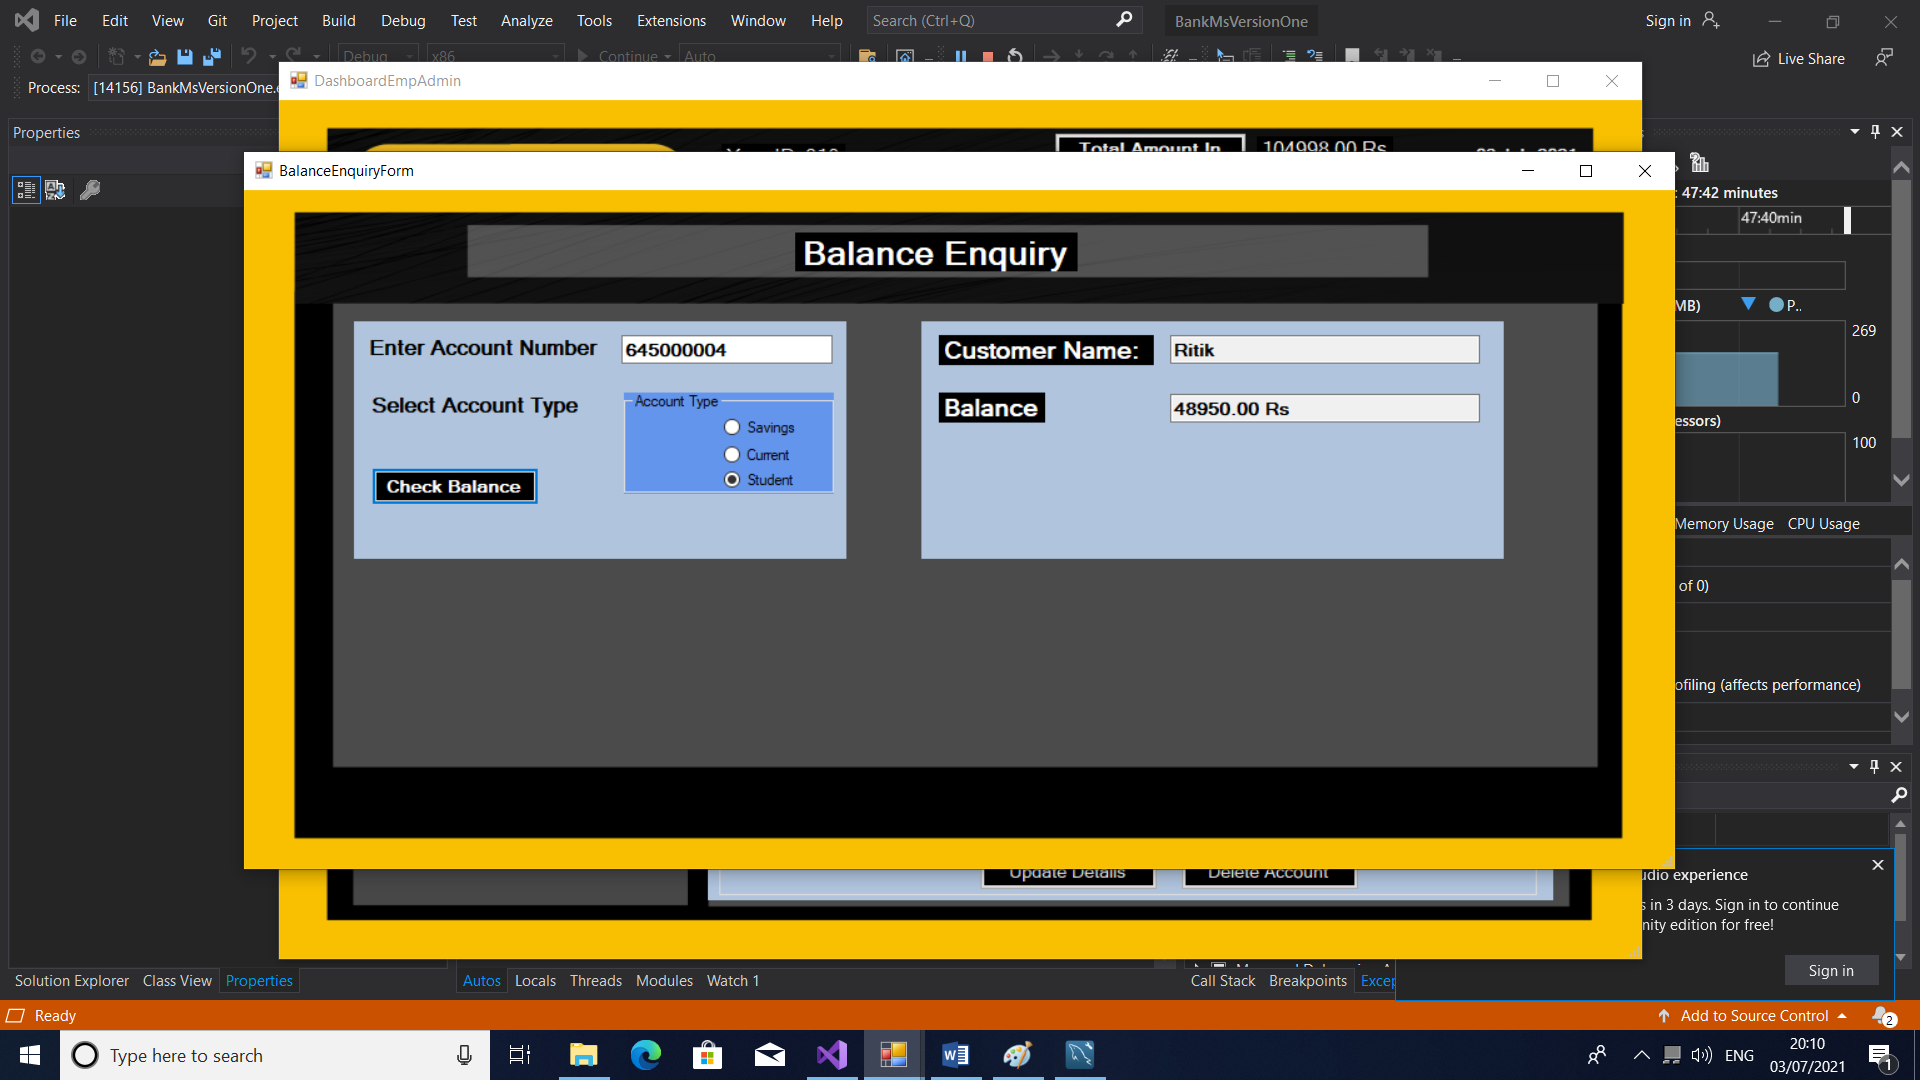 File Edit View Git Project Build Debug Test Analyze Tools Extensions Window Help Search (Ctrl+Q) BankMsVersionOne Sign in
Debug x86 Continue Auto
Live Share
Process: [14156] BankMsVersionOne.
DashboardEmpAdmin
Properties
Total Amount In 104998.00 Rs
BalanceEnquiryForm
: 47:42 minutes
47:40min
Balance Enquiry
MB) P..
269
0
Enter Account Number 645000004
Customer Name: Ritik
Select Account Type
Account Type
Savings
Current
Student
Balance 48950.00 Rs
Check Balance
essors)
100
Memory Usage CPU Usage
of 0)
ofiling (affects performance)
Update Details Delete Account
udio experience
s in 3 days. Sign in to continue
nity edition for free!
Sign in
Solution Explorer Class View Properties
Autos Locals Threads Modules Watch 1
Call Stack Breakpoints Excep
Ready
Add to Source Control 2
Type here to search
ENG
20:10
03/07/2021
1